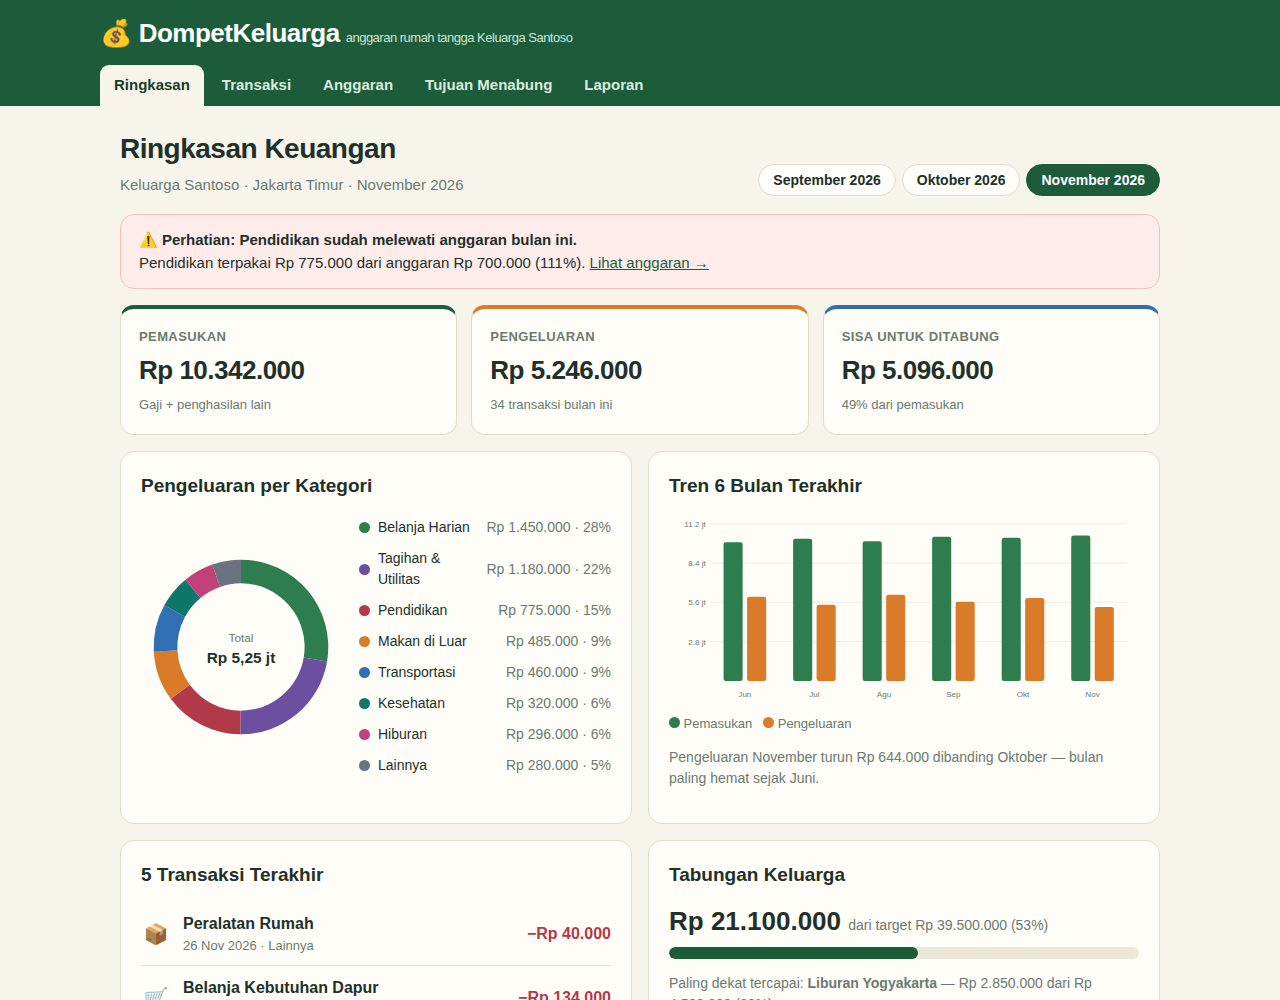 💰 DompetKeluarga anggaran rumah tangga Keluarga Santoso
Ringkasan Transaksi Anggaran Tujuan Menabung Laporan
Ringkasan Keuangan
Keluarga Santoso · Jakarta Timur · November 2026
September 2026 Oktober 2026 November 2026
⚠️ Perhatian: Pendidikan sudah melewati anggaran bulan ini.
Pendidikan terpakai Rp 775.000 dari anggaran Rp 700.000 (111%). Lihat anggaran →
PEMASUKAN
Rp 10.342.000
Gaji + penghasilan lain
PENGELUARAN
Rp 5.246.000
34 transaksi bulan ini
SISA UNTUK DITABUNG
Rp 5.096.000
49% dari pemasukan
Pengeluaran per Kategori
Total
Rp 5,25 jt
Belanja Harian Rp 1.450.000 · 28%
Tagihan &
Utilitas Rp 1.180.000 · 22%
Pendidikan Rp 775.000 · 15%
Makan di Luar Rp 485.000 · 9%
Transportasi Rp 460.000 · 9%
Kesehatan Rp 320.000 · 6%
Hiburan Rp 296.000 · 6%
Lainnya Rp 280.000 · 5%
Tren 6 Bulan Terakhir
11.2 jt
8.4 jt
5.6 jt
2.8 jt
Jun Jul Agu Sep Okt Nov
Pemasukan Pengeluaran
Pengeluaran November turun Rp 644.000 dibanding Oktober — bulan
paling hemat sejak Juni.
5 Transaksi Terakhir
Peralatan Rumah
26 Nov 2026 · Lainnya
−Rp 40.000
Belanja Kebutuhan Dapur
−Rp 134.000
Tabungan Keluarga
Rp 21.100.000 dari target Rp 39.500.000 (53%)
Paling dekat tercapai: Liburan Yogyakarta — Rp 2.850.000 dari Rp